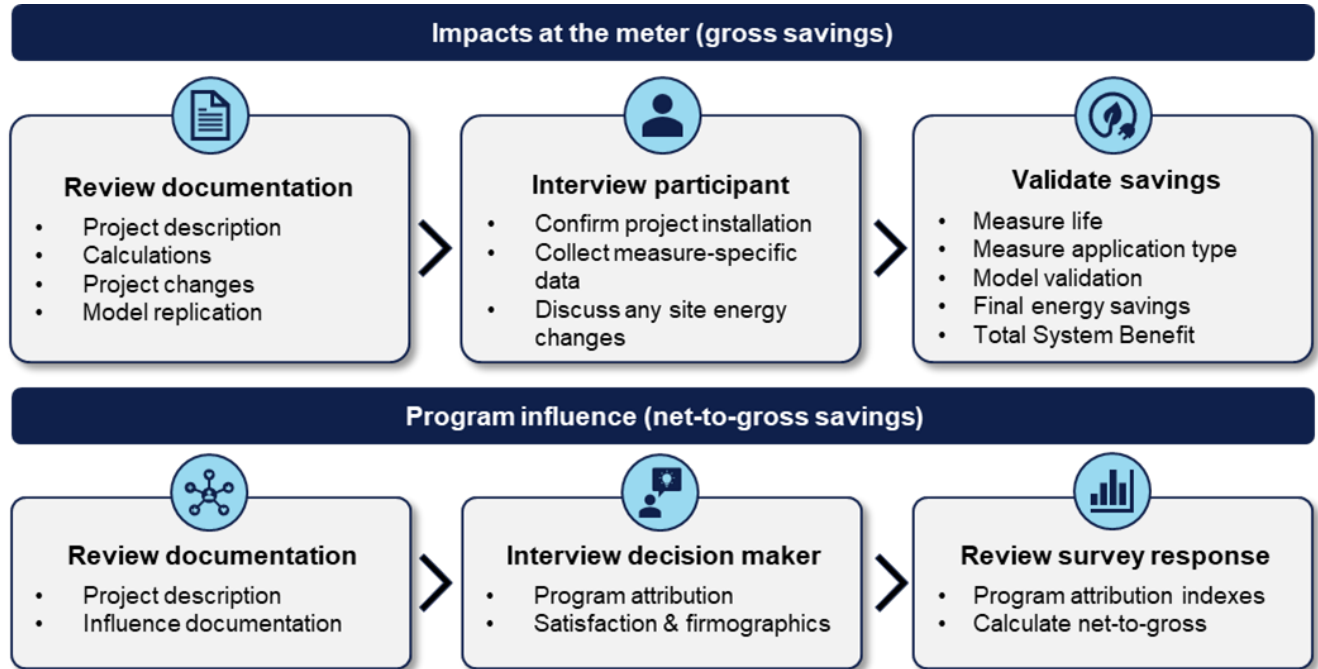 Impacts at the meter (gross savings)
Review documentation
• Project description
• Calculations
• Project changes
• Model replication
Interview participant
• Confirm project installation
• Collect measure-specific
data
• Discuss any site energy
changes
Validate savings
• Measure life
• Measure application type
• Model validation
• Final energy savings
• Total System Benefit
Program influence (net-to-gross savings)
Review documentation
• Project description
• Influence documentation
Interview decision maker
• Program attribution
• Satisfaction & firmographics
Review survey response
• Program attribution indexes
• Calculate net-to-gross